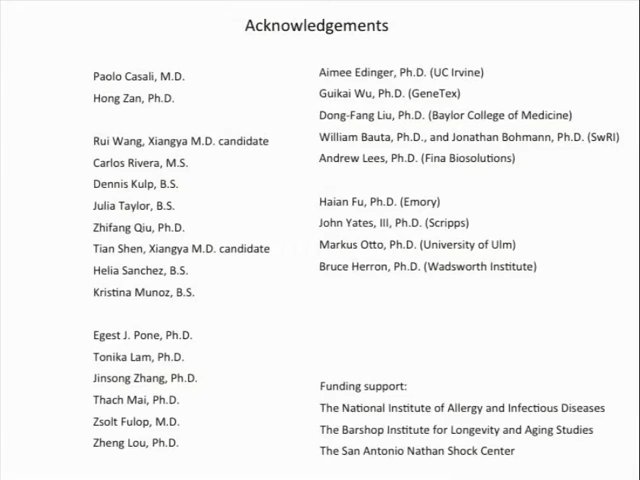 Acknowledgements
Paolo Casali, M.D.
Hong Zan, Ph.D.
Rui Wang, Xiangya M.D. candidate
Carlos Rivera, M.S.
Dennis Kulp, B.S.
Julia Taylor, B.S.
Zhifang Qiu, Ph.D.
Tian Shen, Xiangya M.D. candidate
Helia Sanchez, B.S.
Kristina Munoz, B.S.
Egest J. Pone, Ph.D.
Tonika Lam, Ph.D.
Jinsong Zhang, Ph.D.
Thach Mai, Ph.D.
Zsolt Fulop, M.D.
Zheng Lou, Ph.D.
Aimee Edinger, Ph.D. (UC Irvine)
Guikai Wu, Ph.D. (GeneTex)
Dong-Fang Liu, Ph.D. (Baylor College of Medicine)
William Bauta, Ph.D., and Jonathan Bohmann, Ph.D. (SwRI)
Andrew Lees, Ph.D. (Fina Biosolutions)
Haian Fu, Ph.D. (Emory)
John Yates, III, Ph.D. (Scripps)
Markus Otto, Ph.D. (University of Ulm)
Bruce Herron, Ph.D. (Wadsworth Institute)
Funding support:
The National Institute of Allergy and Infectious Diseases
The Barshop Institute for Longevity and Aging Studies
The San Antonio Nathan Shock Center